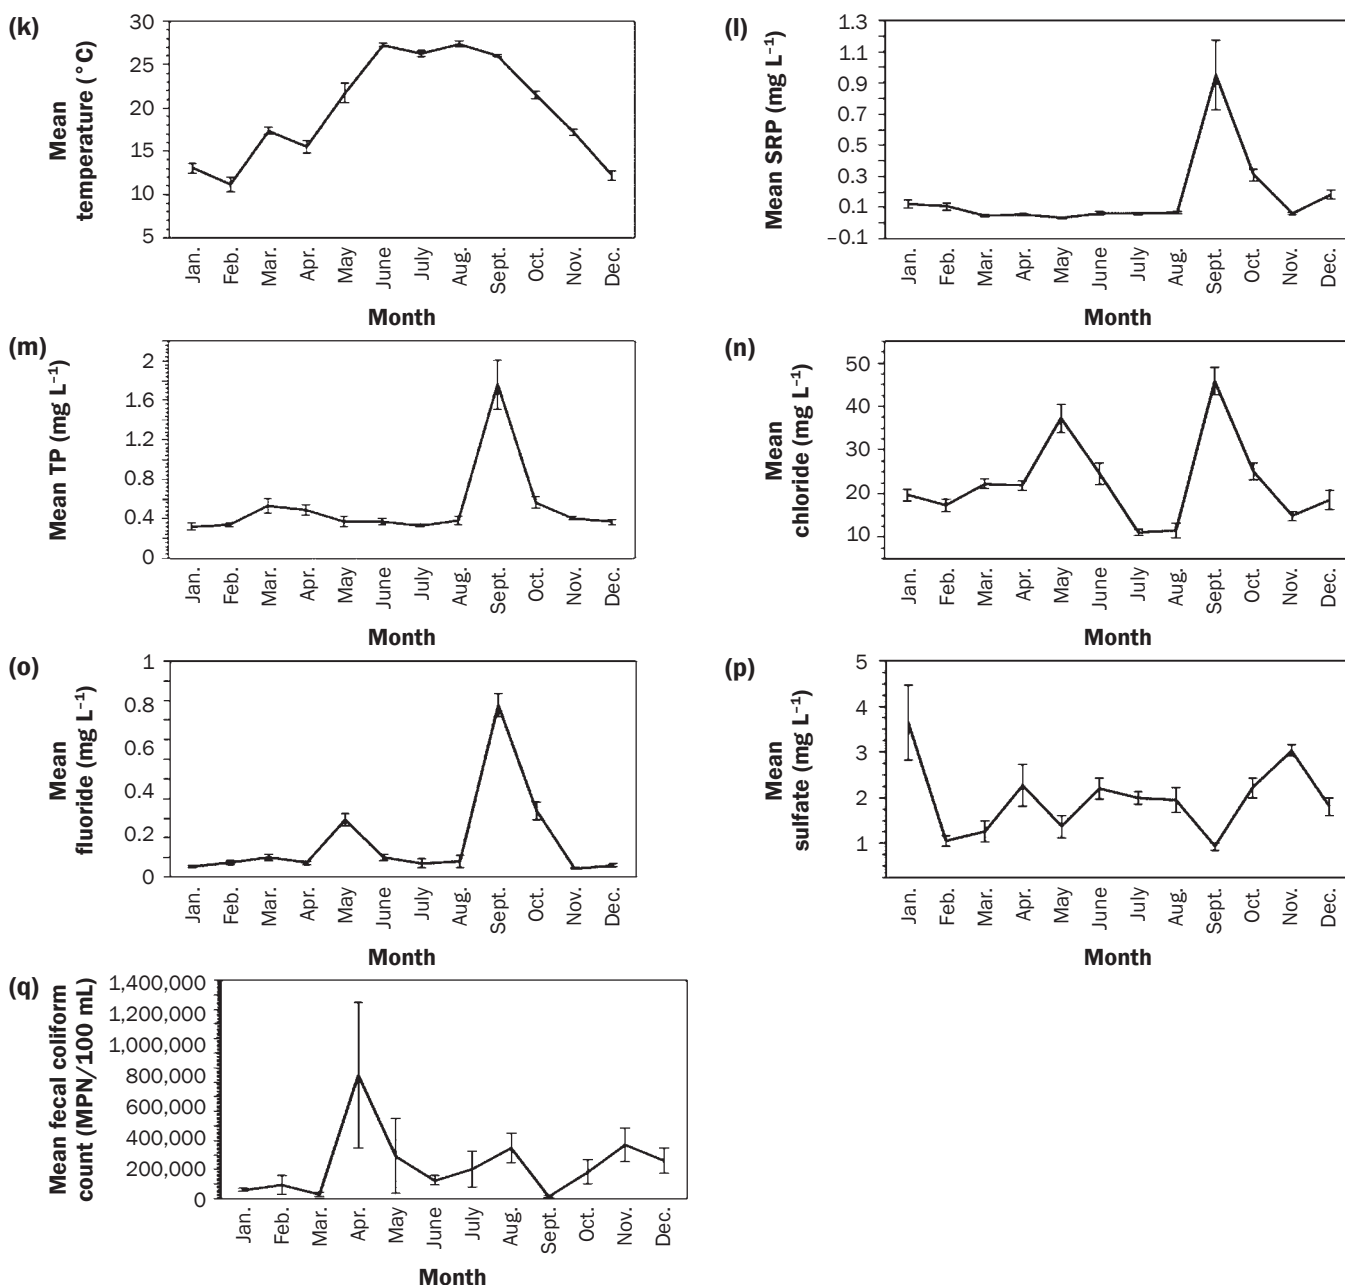 (k)
Mean
temperature (°C)
30
25
20
15
10
5
Jan.
Feb.
Mar.
Apr.
May
June
July
Aug.
Sept.
Oct.
Nov.
Dec.
Month
(l)
Mean SRP (mg L⁻¹)
1.3
1.1
0.9
0.7
0.5
0.3
0.1
–0.1
Jan.
Feb.
Mar.
Apr.
May
June
July
Aug.
Sept.
Oct.
Nov.
Dec.
Month
(m)
Mean TP (mg L⁻¹)
2
1.6
1.2
0.8
0.4
0
Jan.
Feb.
Mar.
Apr.
May
June
July
Aug.
Sept.
Oct.
Nov.
Dec.
Month
(n)
Mean
chloride (mg L⁻¹)
50
40
30
20
10
Jan.
Feb.
Mar.
Apr.
May
June
July
Aug.
Sept.
Oct.
Nov.
Dec.
Month
(o)
Mean
fluoride (mg L⁻¹)
1
0.8
0.6
0.4
0.2
0
Jan.
Feb.
Mar.
Apr.
May
June
July
Aug.
Sept.
Oct.
Nov.
Dec.
Month
(p)
Mean
sulfate (mg L⁻¹)
5
4
3
2
1
Jan.
Feb.
Mar.
Apr.
May
June
July
Aug.
Sept.
Oct.
Nov.
Dec.
Month
(q)
Mean fecal coliform
count (MPN/100 mL)
1,400,000
1,200,000
1,000,000
800,000
600,000
400,000
200,000
0
Jan.
Feb.
Mar.
Apr.
May
June
July
Aug.
Sept.
Oct.
Nov.
Dec.
Month